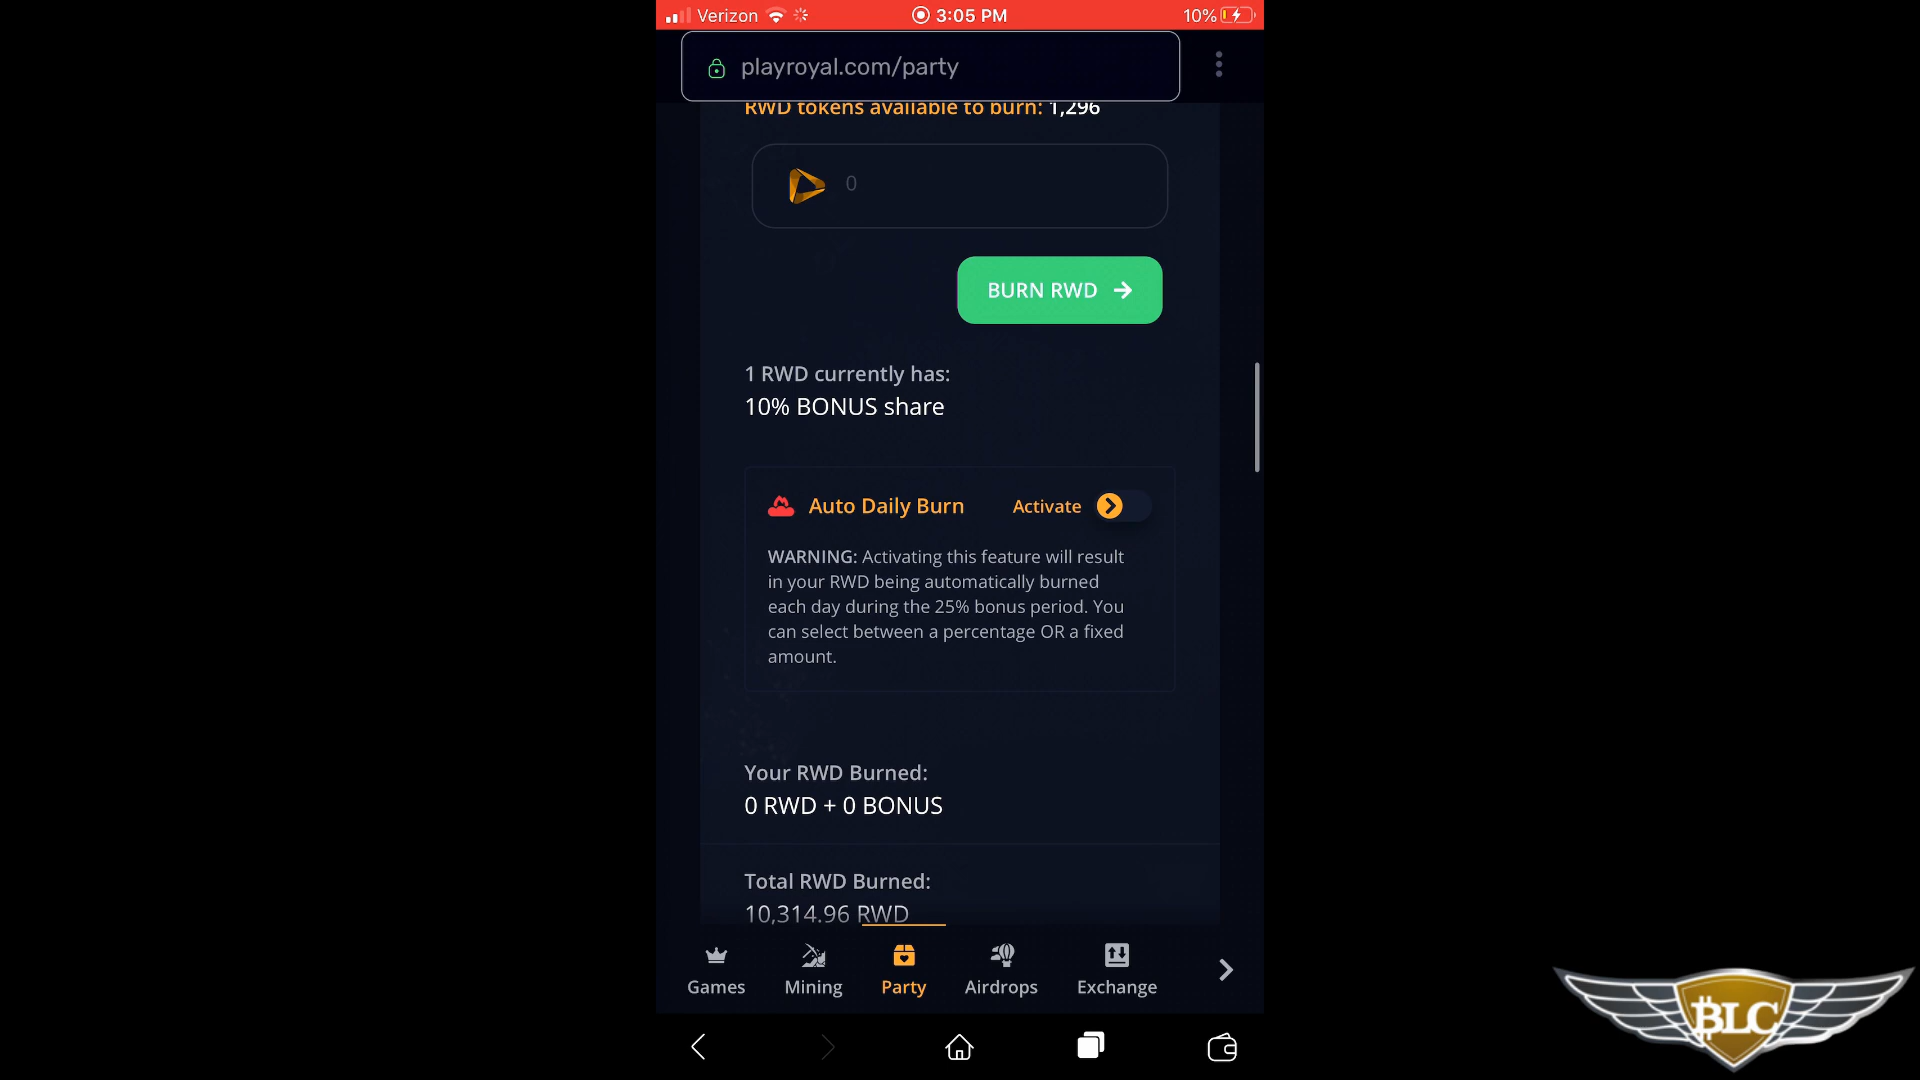 Verizon 3:05 PM 10%
playroyal.com/party
RWD tokens available to burn: 1,296
0
BURN RWD
1 RWD currently has:
10% BONUS share
Auto Daily Burn Activate
WARNING: Activating this feature will result
in your RWD being automatically burned
each day during the 25% bonus period. You
can select between a percentage OR a fixed
amount.
Your RWD Burned:
0 RWD + 0 BONUS
Total RWD Burned:
10,314.96 RWD
Games Mining Party Airdrops Exchange
BLC